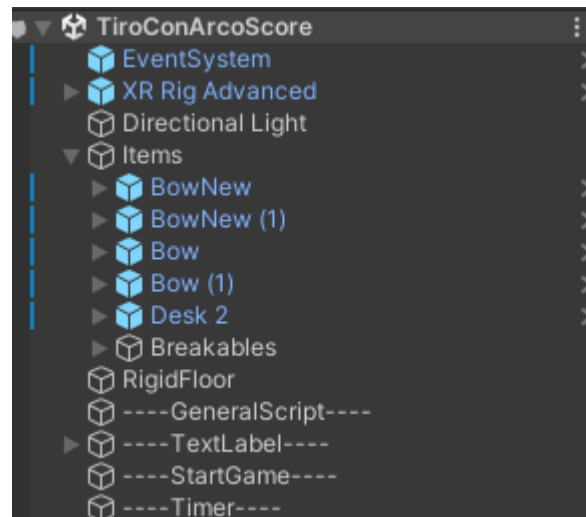 TiroConArcoScore
EventSystem
XR Rig Advanced
Directional Light
Items
BowNew
BowNew (1)
Bow
Bow (1)
Desk 2
Breakables
RigidFloor
----GeneralScript----
----TextLabel----
----StartGame----
----Timer----